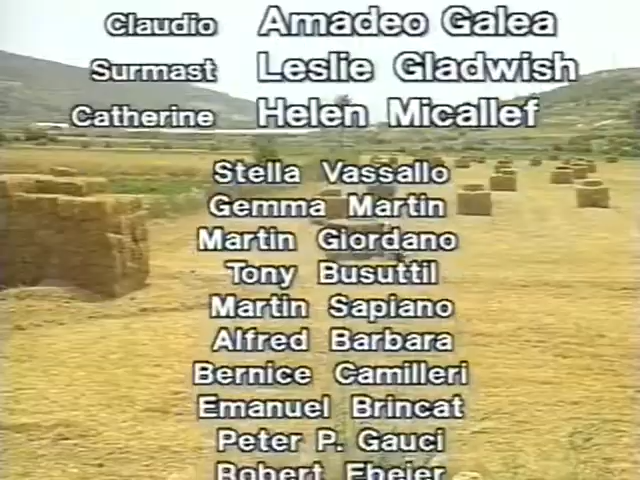 Claudio Amadeo Galea
Surmast Leslie Gladwish
Catherine Helen Micallef
Stella Vassallo
Gemma Martin
Martin Giordano
Tony Busuttil
Martin Sapiano
Alfred Barbara
Bernice Camilleri
Emanuel Brincat
Peter P. Gauci
Robert Ebejer